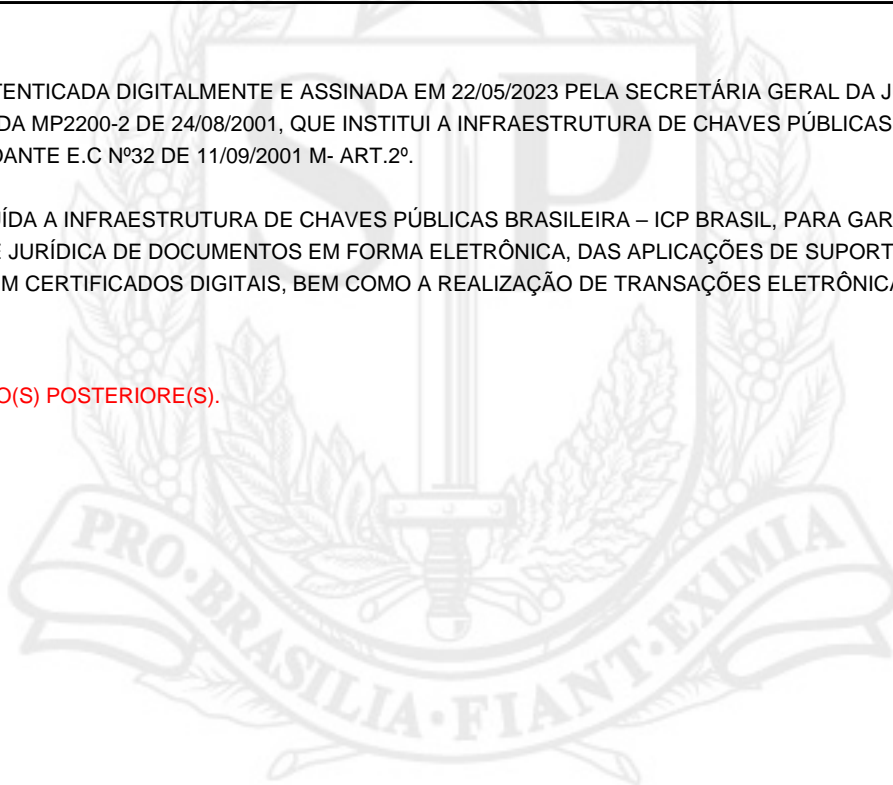 TENTICADA DIGITALMENTE E ASSINADA EM 22/05/2023 PELA SECRETÁRIA GERAL DA J
DA MP2200-2 DE 24/08/2001, QUE INSTITUI A INFRAESTRUTURA DE CHAVES PÚBLICAS
DANTE E.C Nº32 DE 11/09/2001 M- ART.2º.
UÍDA A INFRAESTRUTURA DE CHAVES PÚBLICAS BRASILEIRA – ICP BRASIL, PARA GAR
E JURÍDICA DE DOCUMENTOS EM FORMA ELETRÔNICA, DAS APLICAÇÕES DE SUPORT
M CERTIFICADOS DIGITAIS, BEM COMO A REALIZAÇÃO DE TRANSAÇÕES ELETRÔNICA
O(S) POSTERIORE(S).
SP
PRO·BRASILIA·FIANT·EXIMIA